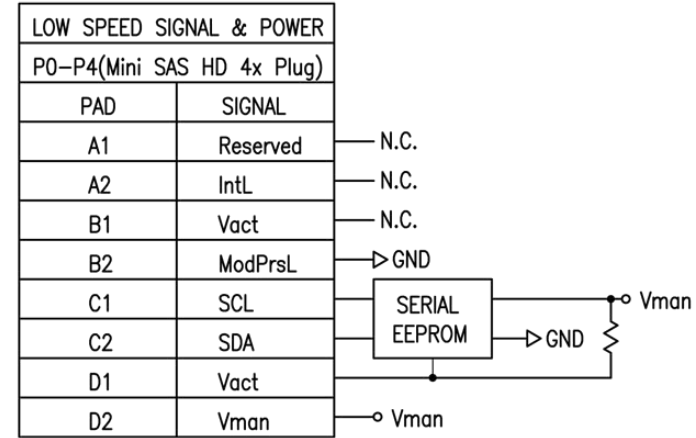 LOW SPEED SIGNAL & POWER
P0-P4(Mini SAS HD 4x Plug)
PAD SIGNAL
A1 Reserved N.C.
A2 IntL N.C.
B1 Vact N.C.
B2 ModPrsL GND
C1 SCL SERIAL Vman
C2 SDA EEPROM GND
D1 Vact
D2 Vman Vman